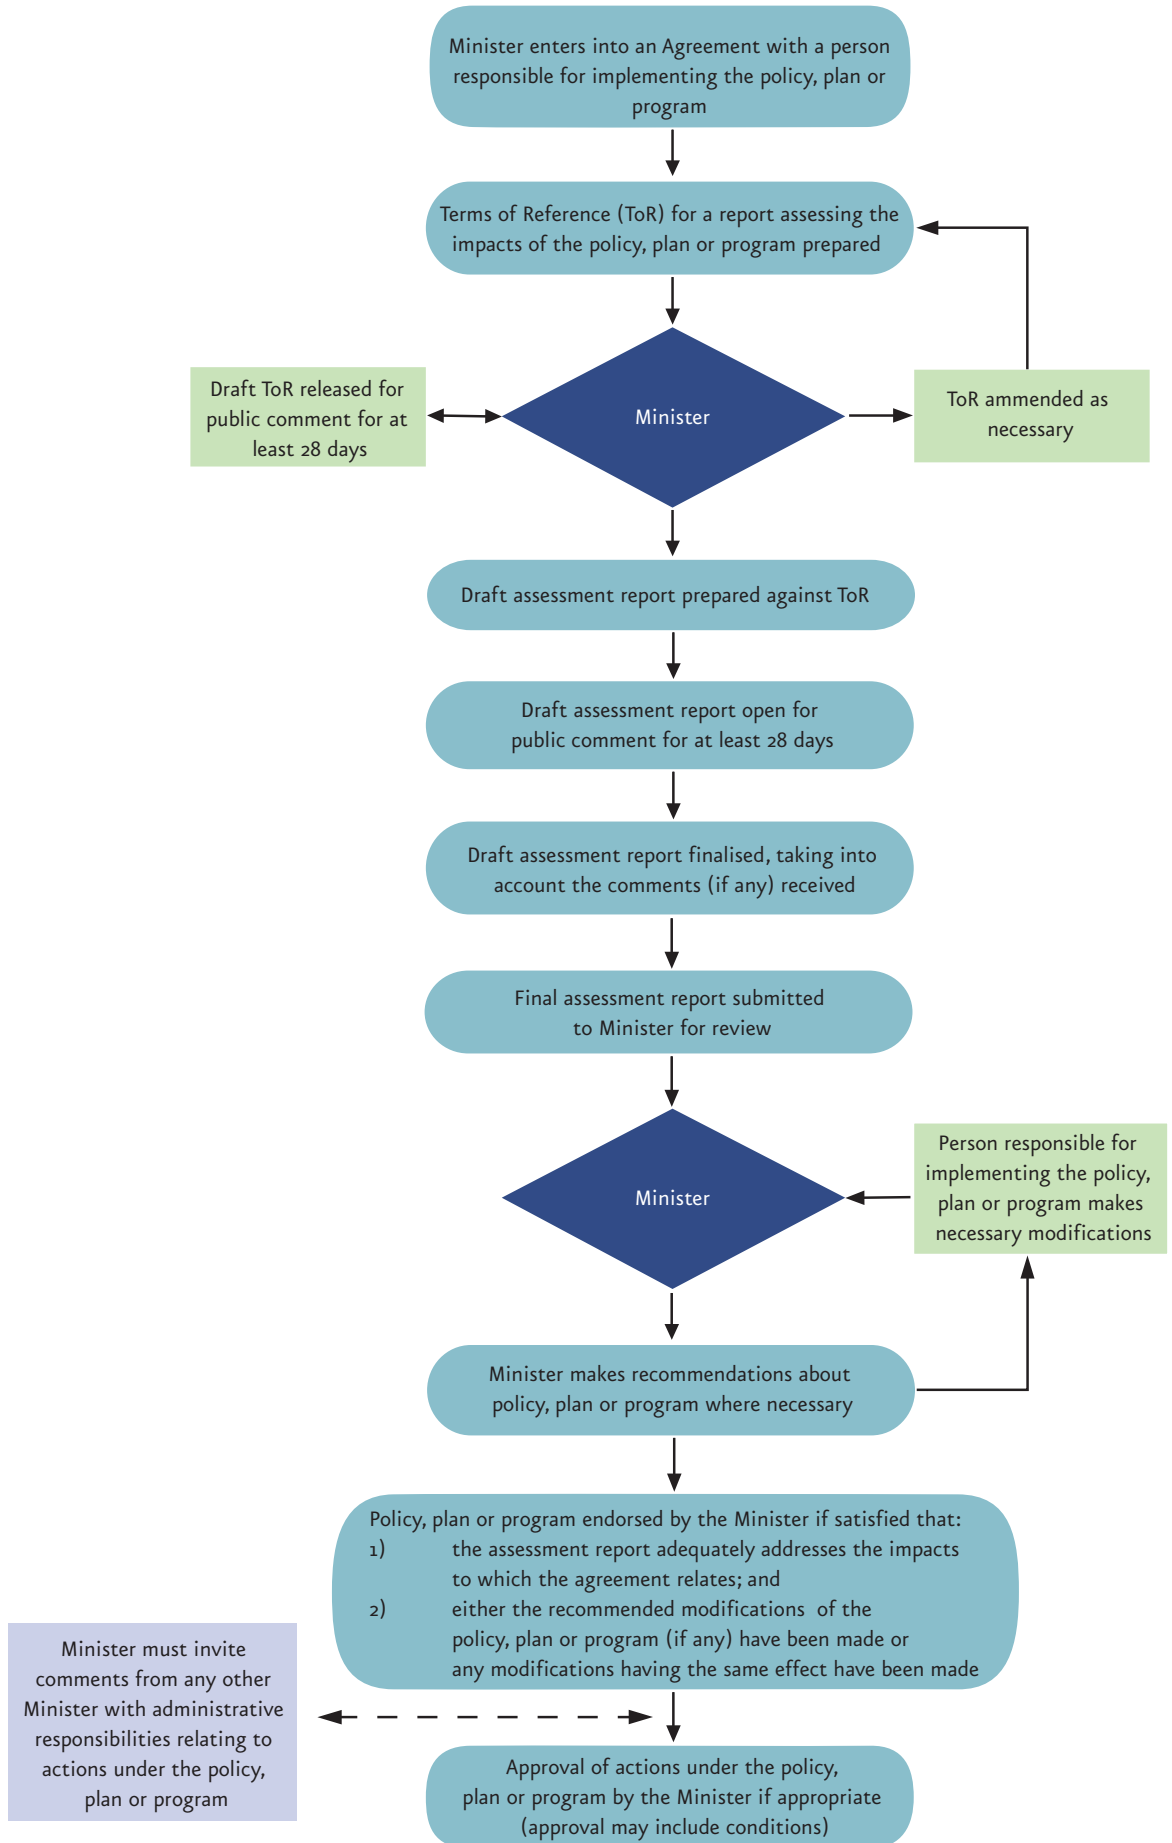 Minister enters into an Agreement with a person
responsible for implementing the policy, plan or
program
Terms of Reference (ToR) for a report assessing the
impacts of the policy, plan or program prepared
Draft ToR released for
public comment for at
least 28 days
Minister
ToR ammended as
necessary
Draft assessment report prepared against ToR
Draft assessment report open for
public comment for at least 28 days
Draft assessment report finalised, taking into
account the comments (if any) received
Final assessment report submitted
to Minister for review
Minister
Person responsible for
implementing the policy,
plan or program makes
necessary modifications
Minister makes recommendations about
policy, plan or program where necessary
Policy, plan or program endorsed by the Minister if satisfied that:
1) the assessment report adequately addresses the impacts
to which the agreement relates; and
2) either the recommended modifications of the
policy, plan or program (if any) have been made or
any modifications having the same effect have been made
Minister must invite
comments from any other
Minister with administrative
responsibilities relating to
actions under the policy,
plan or program
Approval of actions under the policy,
plan or program by the Minister if appropriate
(approval may include conditions)